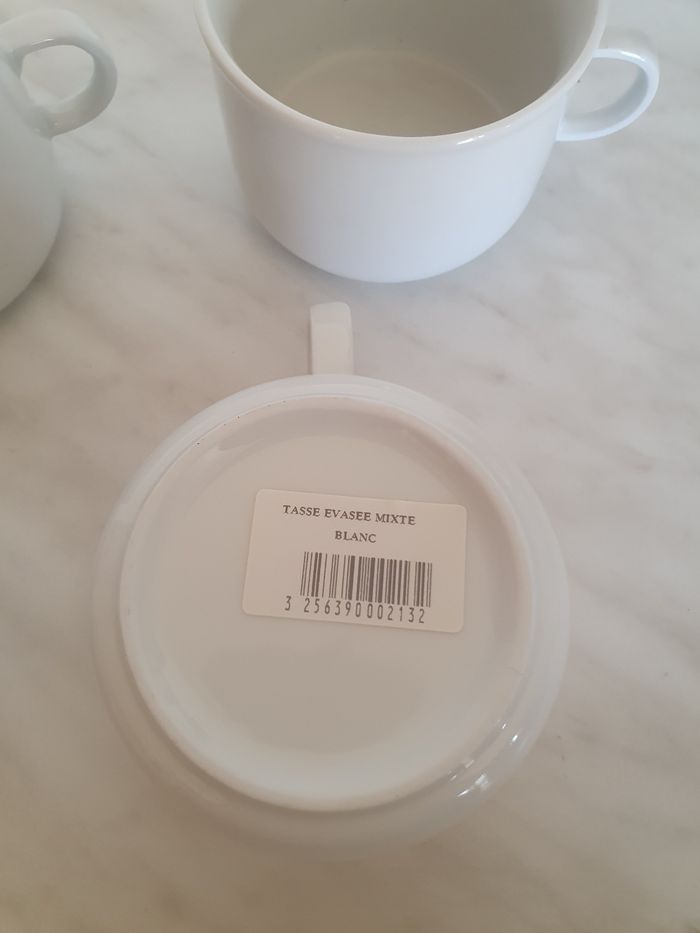 TASSE EVASEE MIXTE
BLANC
3 256390002132